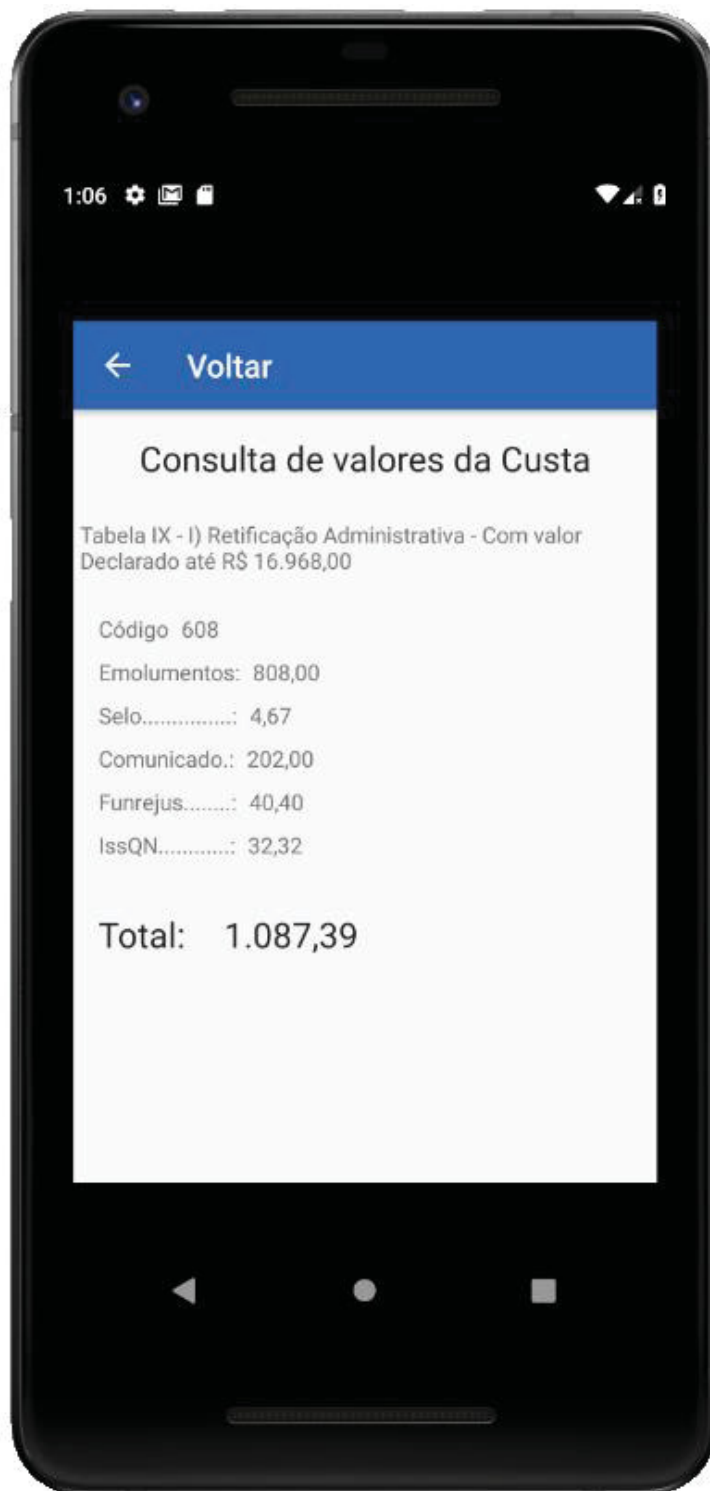 1:06
Voltar
Consulta de valores da Custa
Tabela IX - I) Retificação Administrativa - Com valor
Declarado até R$ 16.968,00
Código 608
Emolumentos: 808,00
Selo...............: 4,67
Comunicado.: 202,00
Funrejus........: 40,40
IssQN............: 32,32
Total: 1.087,39